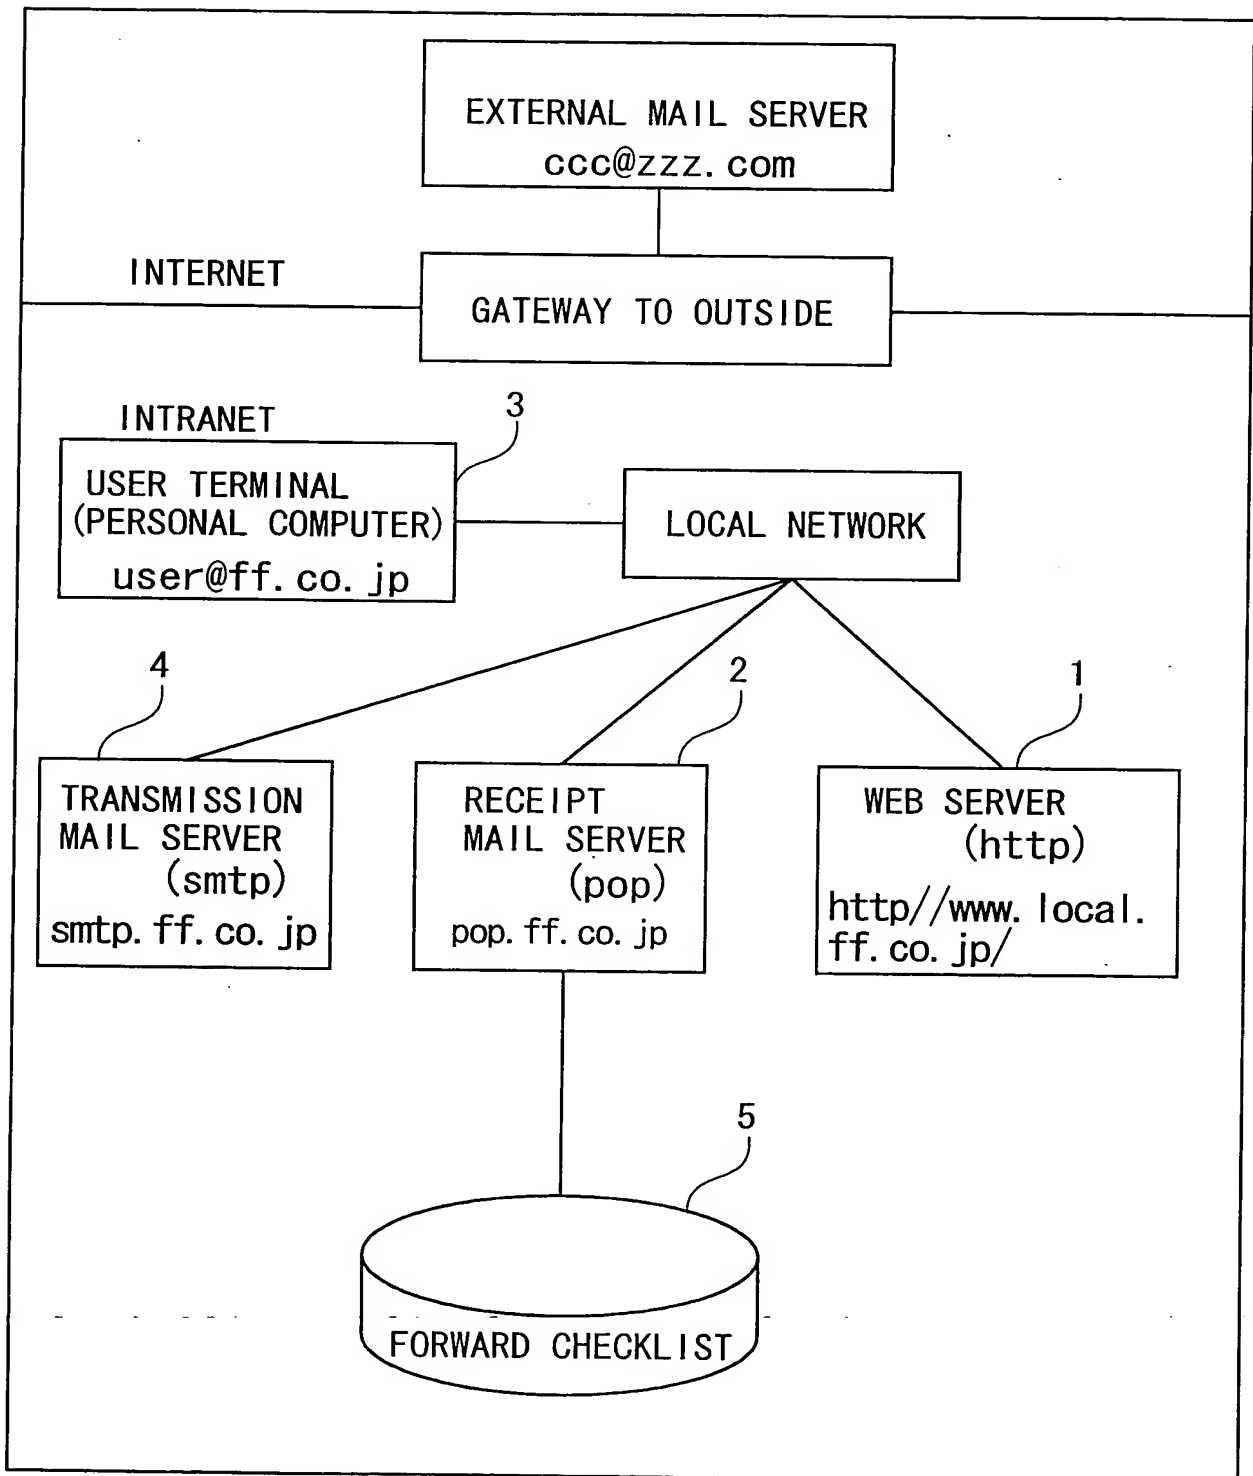 EXTERNAL MAIL SERVER
ccc@zzz.com
INTERNET
GATEWAY TO OUTSIDE
INTRANET
3
USER TERMINAL
(PERSONAL COMPUTER)
user@ff.co.jp
LOCAL NETWORK
4
2
1
TRANSMISSION
MAIL SERVER
(smtp)
smtp.ff.co.jp
RECEIPT
MAIL SERVER
(pop)
pop.ff.co.jp
WEB SERVER
(http)
http//www.local.
ff.co.jp/
5
FORWARD CHECKLIST